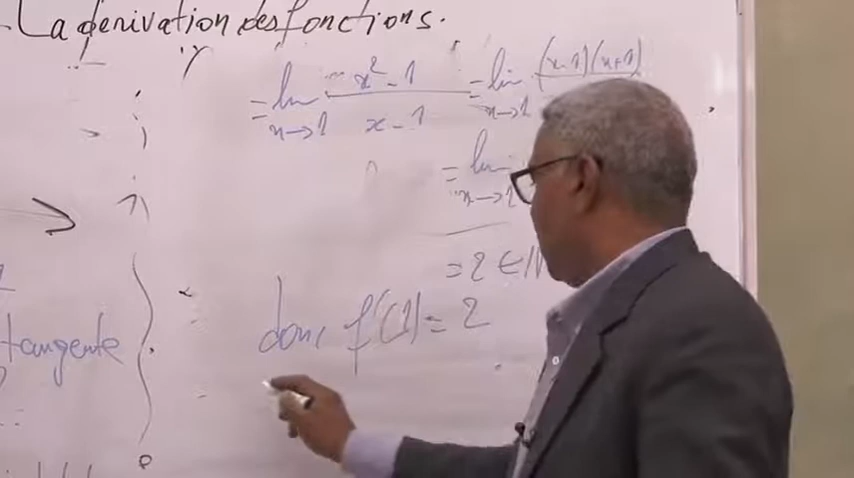 La derivation des fonctions.
= lim x² - 1 / x - 1 = lim (x-1)(x+1)
x→1 x→1
= lim
x→1
= 2 ∈
donc f'(1) = 2
tangente